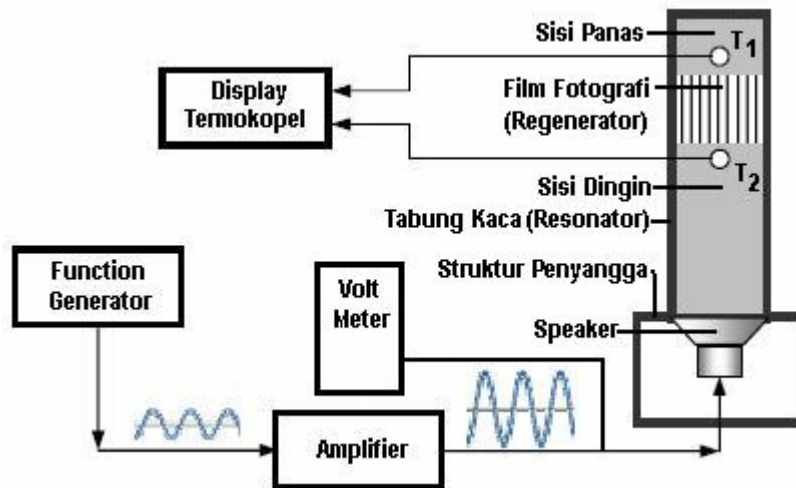 Sisi Panas
T1
Display
Termokopel
Film Fotografi
(Regenerator)
T2
Sisi Dingin
Tabung Kaca (Resonator)
Function
Generator
Volt
Meter
Struktur Penyangga
Speaker
Amplifier